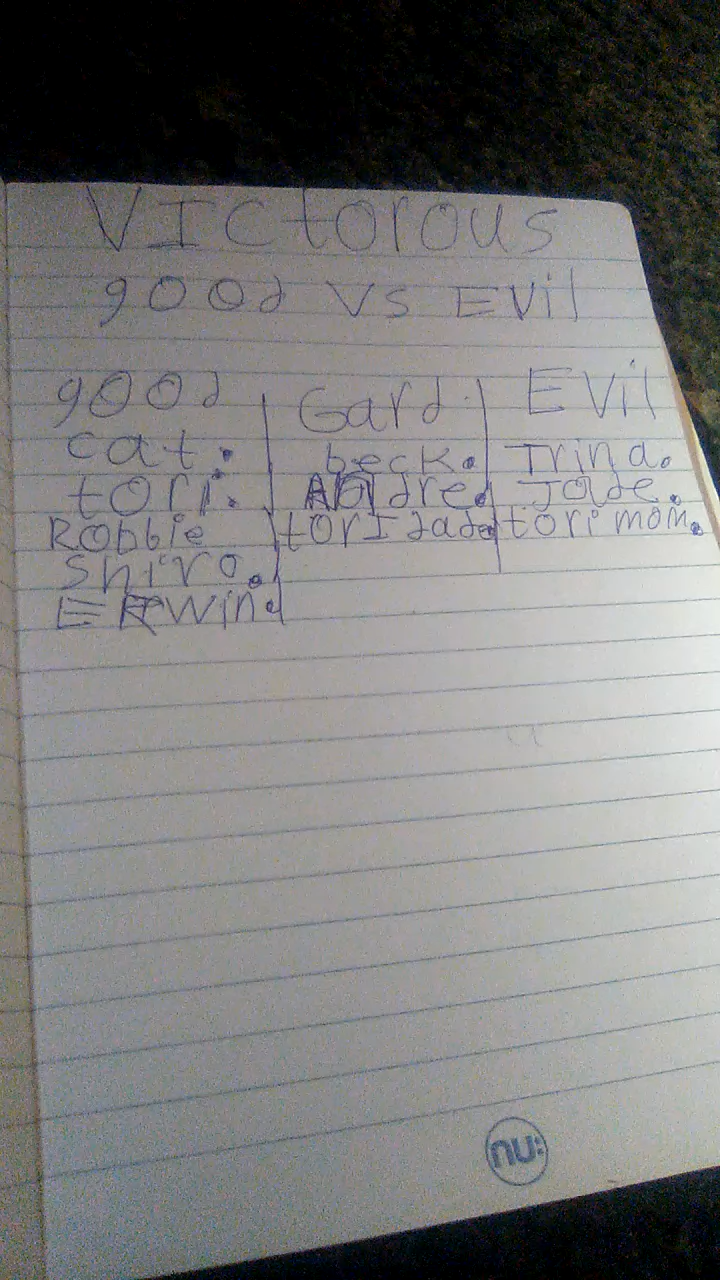 VICtorous
good VS EVil
good Gard. EVil
cat. beck. Trina.
tori. Andre. Jade.
Robbie torI Jade tori mom.
Shiro.
ERWin.
nu: